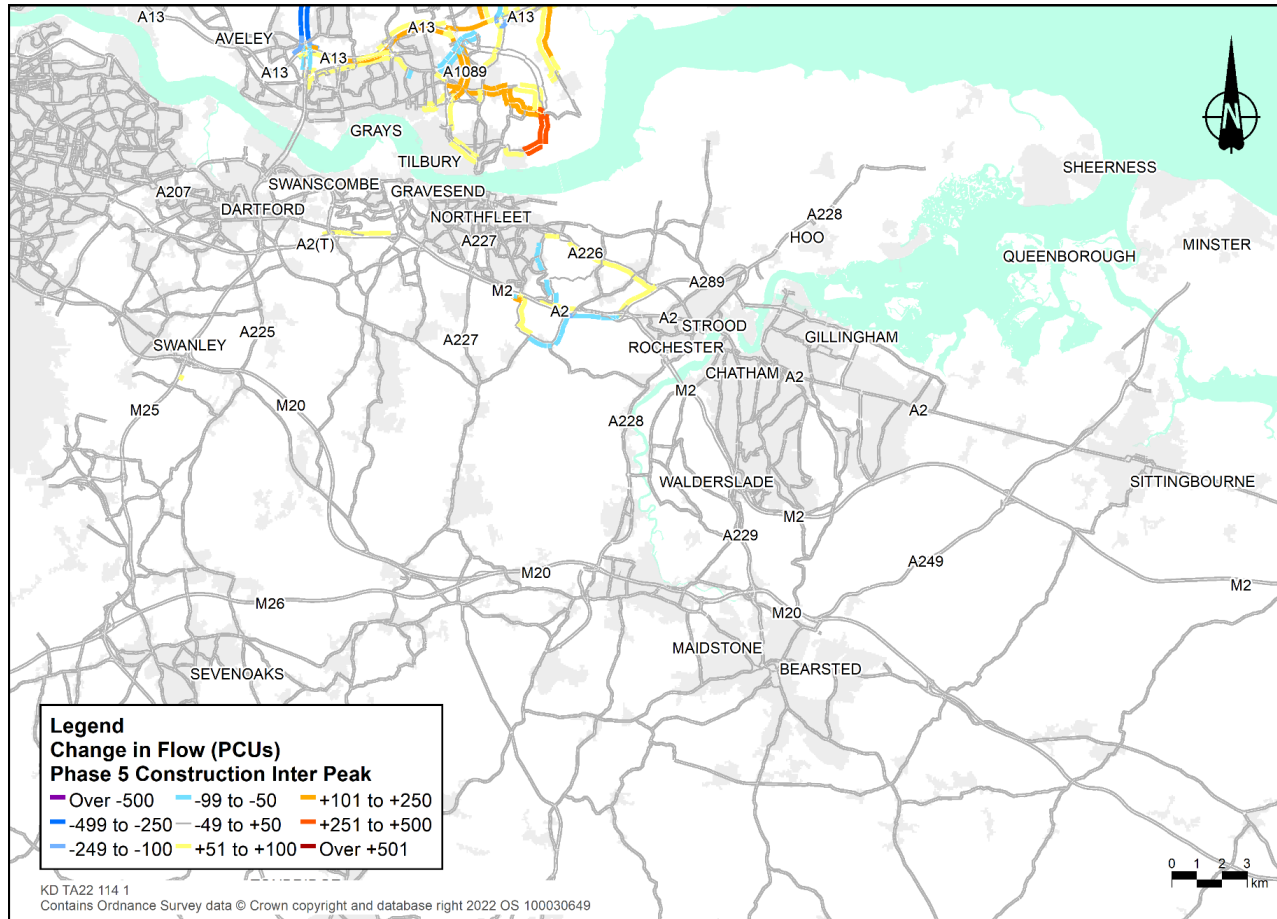 A13
A13
A13
AVELEY
A13
A13
A1089
GRAYS
TILBURY
N
SHEERNESS
A207
SWANSCOMBE
GRAVESEND
DARTFORD
NORTHFLEET
A228
HOO
MINSTER
A2(T)
A227
A226
QUEENBOROUGH
M2
A289
A2
A2
STROOD
A225
SWANLEY
A227
ROCHESTER
GILLINGHAM
CHATHAM
A2
M25
M20
M2
A2
A228
WALDERSLADE
SITTINGBOURNE
M2
A229
A249
M20
M2
M26
M20
MAIDSTONE
BEARSTED
SEVENOAKS
Legend
Change in Flow (PCUs)
Phase 5 Construction Inter Peak
Over -500 -99 to -50 +101 to +250
-499 to -250 -49 to +50 +251 to +500
-249 to -100 +51 to +100 Over +501
0 1 2 3
km
KD TA22 114 1
Contains Ordnance Survey data © Crown copyright and database right 2022 OS 100030649